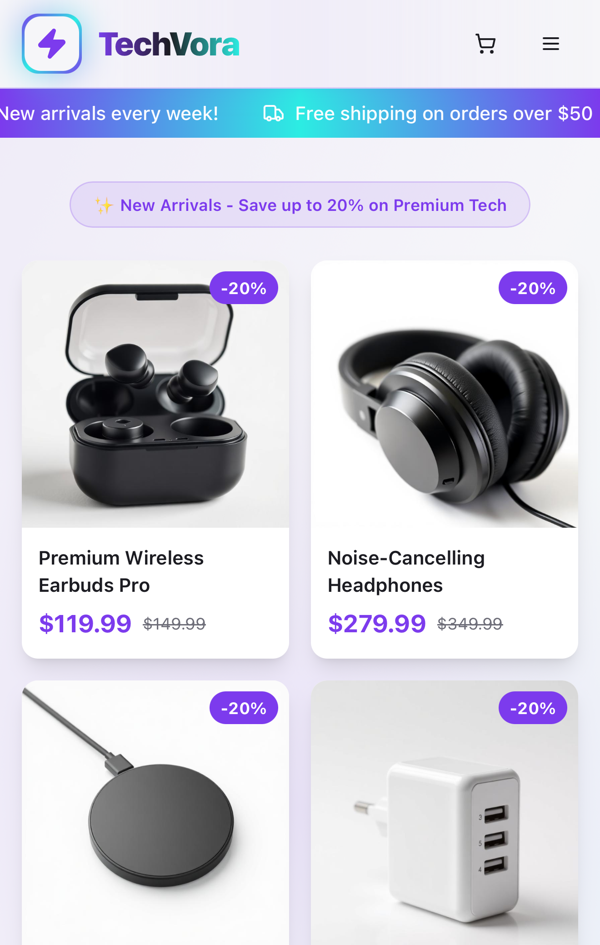 TechVora
New arrivals every week! Free shipping on orders over $50
✨ New Arrivals - Save up to 20% on Premium Tech
-20%
-20%
Premium Wireless
Earbuds Pro
$119.99 $149.99
Noise-Cancelling
Headphones
$279.99 $349.99
-20%
-20%